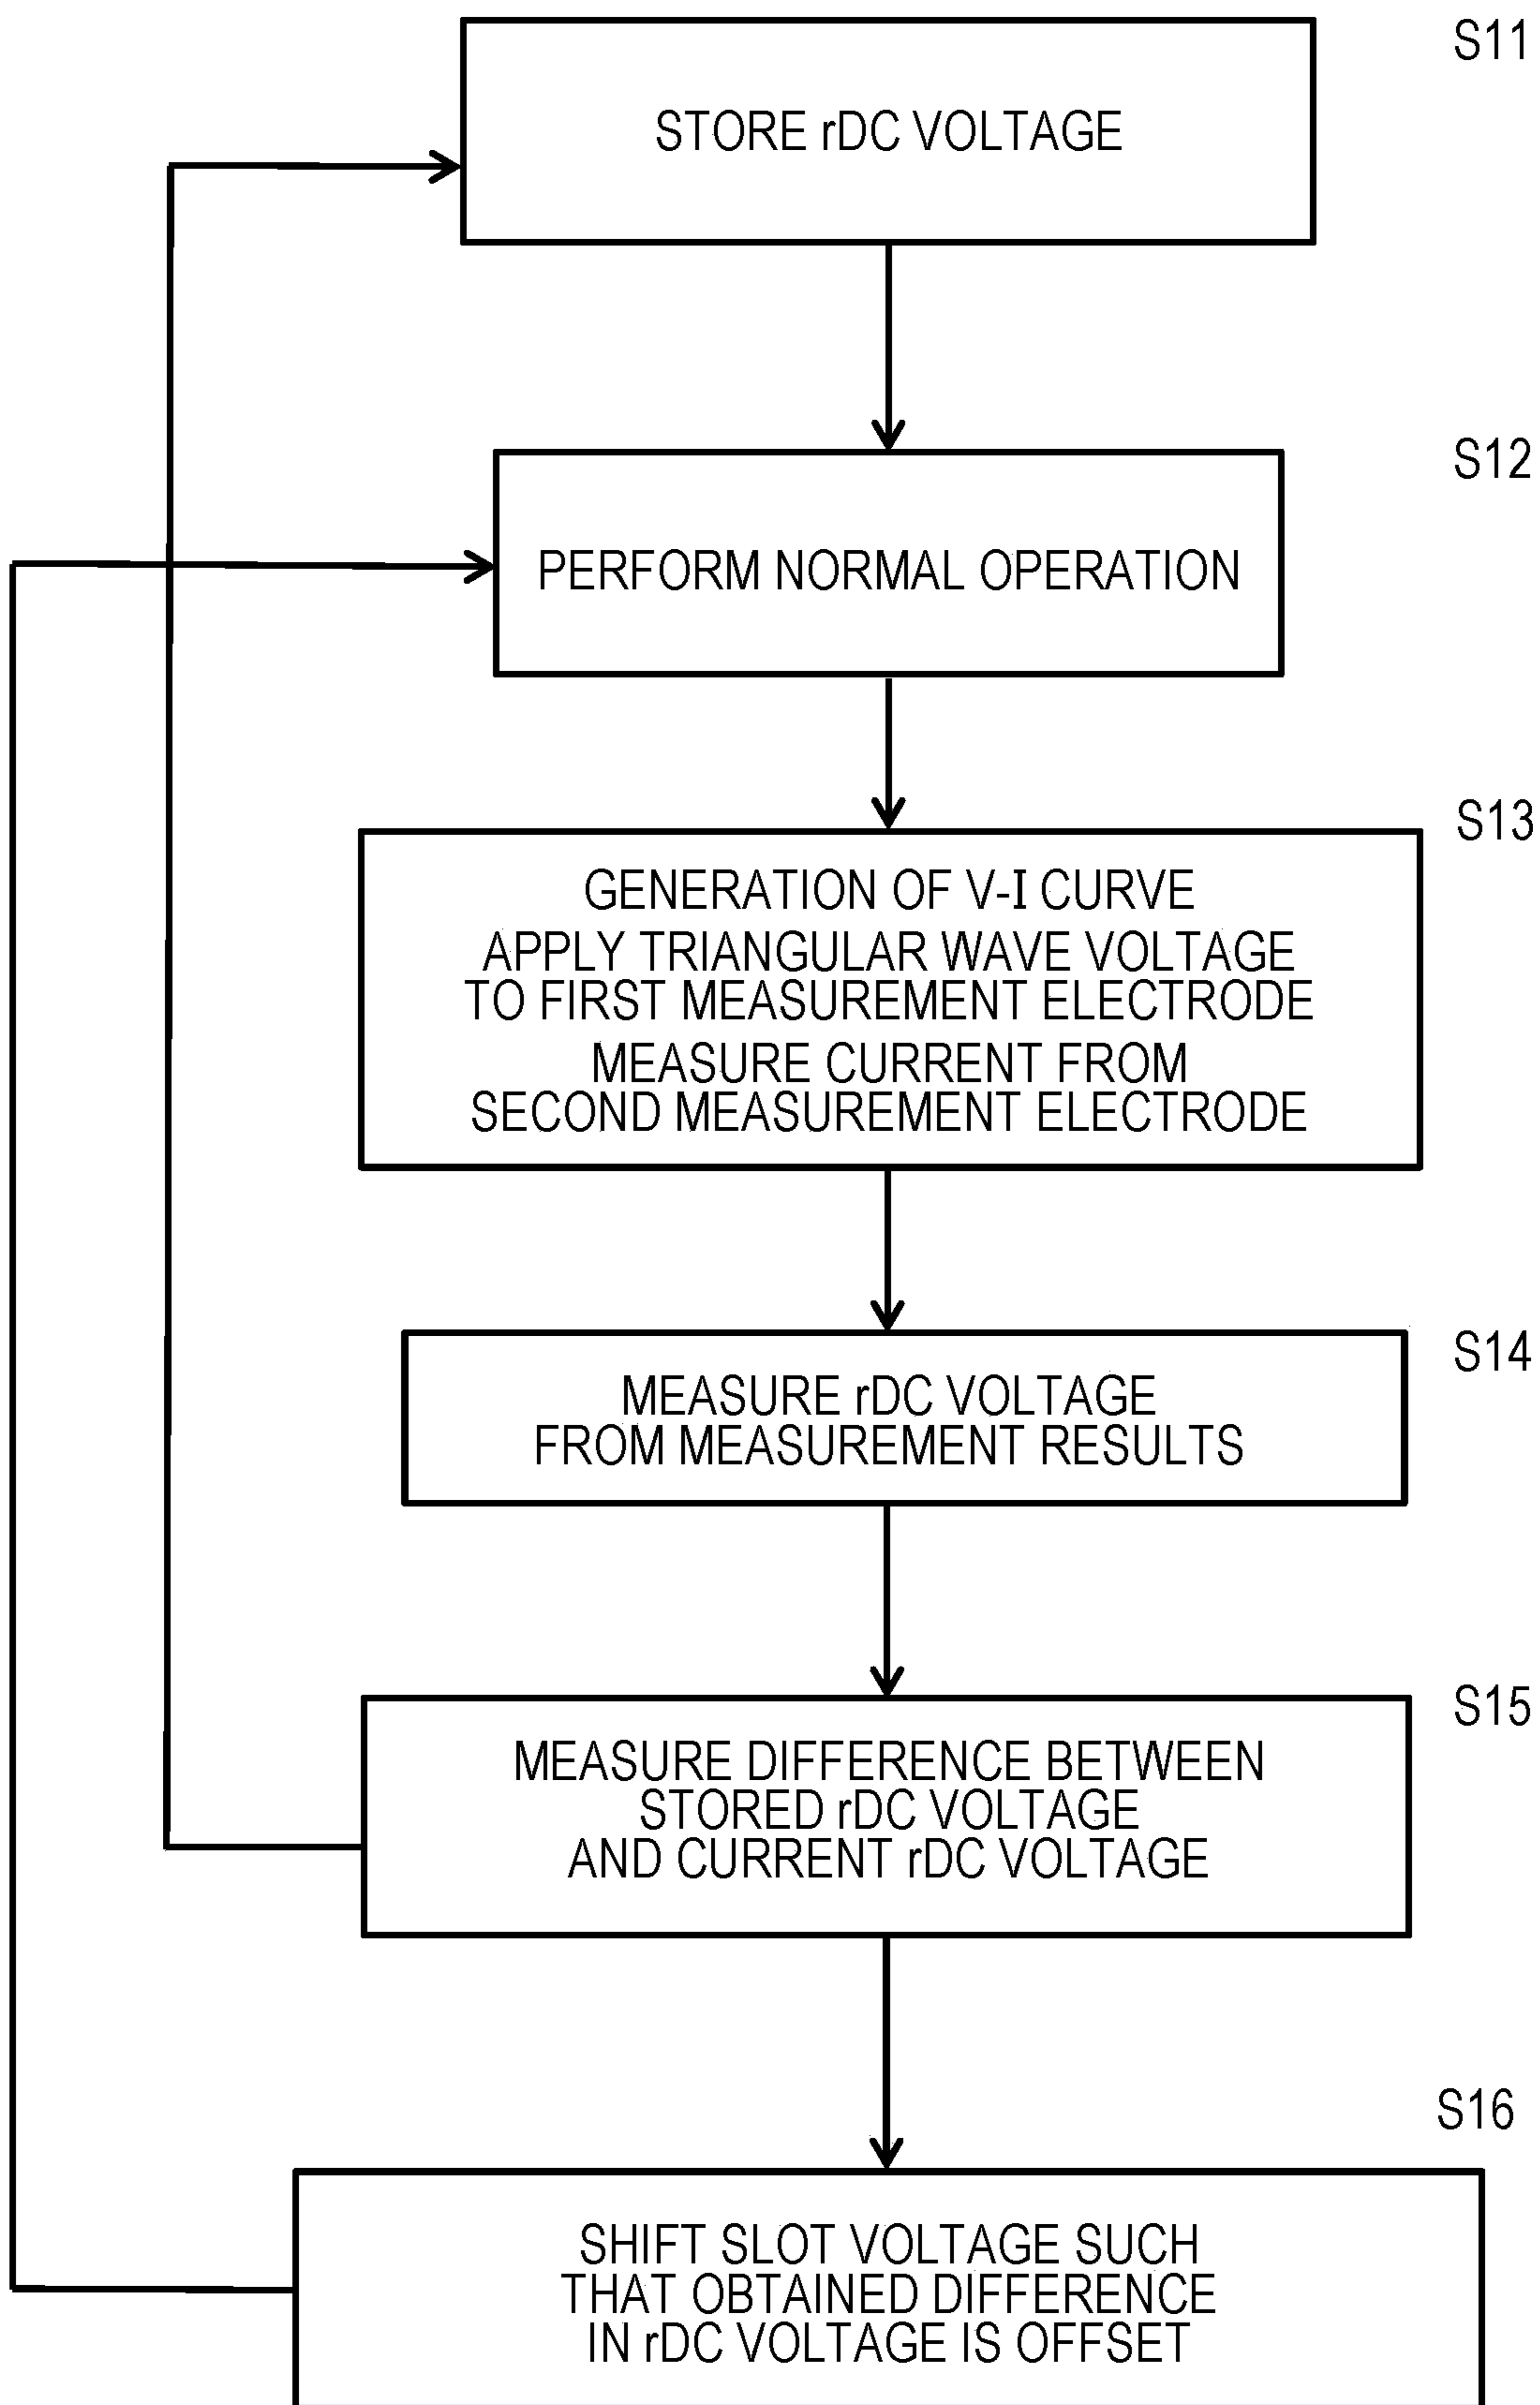 S11
STORE rDC VOLTAGE
S12
PERFORM NORMAL OPERATION
S13
GENERATION OF V-I CURVE
APPLY TRIANGULAR WAVE VOLTAGE
TO FIRST MEASUREMENT ELECTRODE
MEASURE CURRENT FROM
SECOND MEASUREMENT ELECTRODE
S14
MEASURE rDC VOLTAGE
FROM MEASUREMENT RESULTS
S15
MEASURE DIFFERENCE BETWEEN
STORED rDC VOLTAGE
AND CURRENT rDC VOLTAGE
S16
SHIFT SLOT VOLTAGE SUCH
THAT OBTAINED DIFFERENCE
IN rDC VOLTAGE IS OFFSET